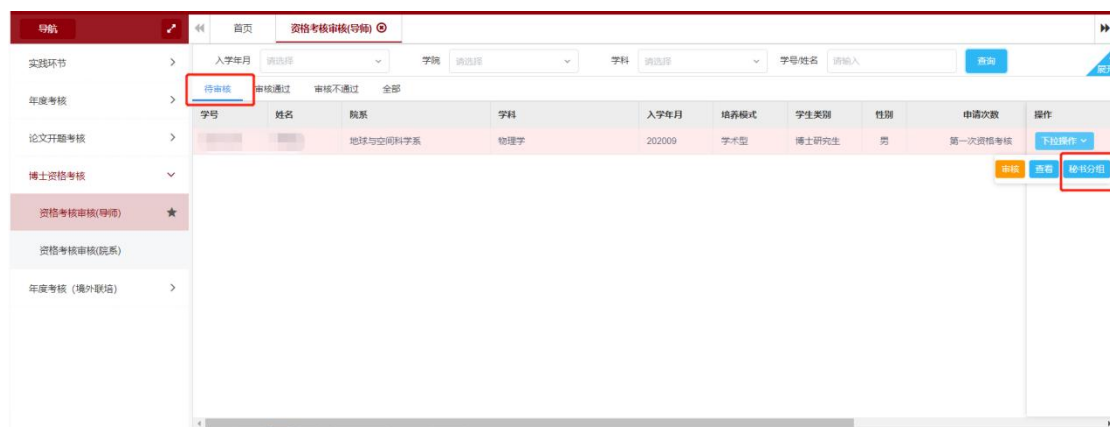 导航 首页 资格考核审核(导师)
实践环节 入学年月 请选择 学院 请选择 学科 请选择 学号/姓名 请输入 查询
待审核 审核通过 审核不通过 全部
年度考核
学号 姓名 院系 学科 入学年月 培养模式 学生类别 性别 申请次数 操作
论文开题考核 地球与空间科学系 物理学 202009 学术型 博士研究生 男 第一次资格考核 下拉操作
博士资格考核 审核 查看 秘书分组
资格考核审核(导师)
资格考核审核(院系)
年度考核（境外联培）